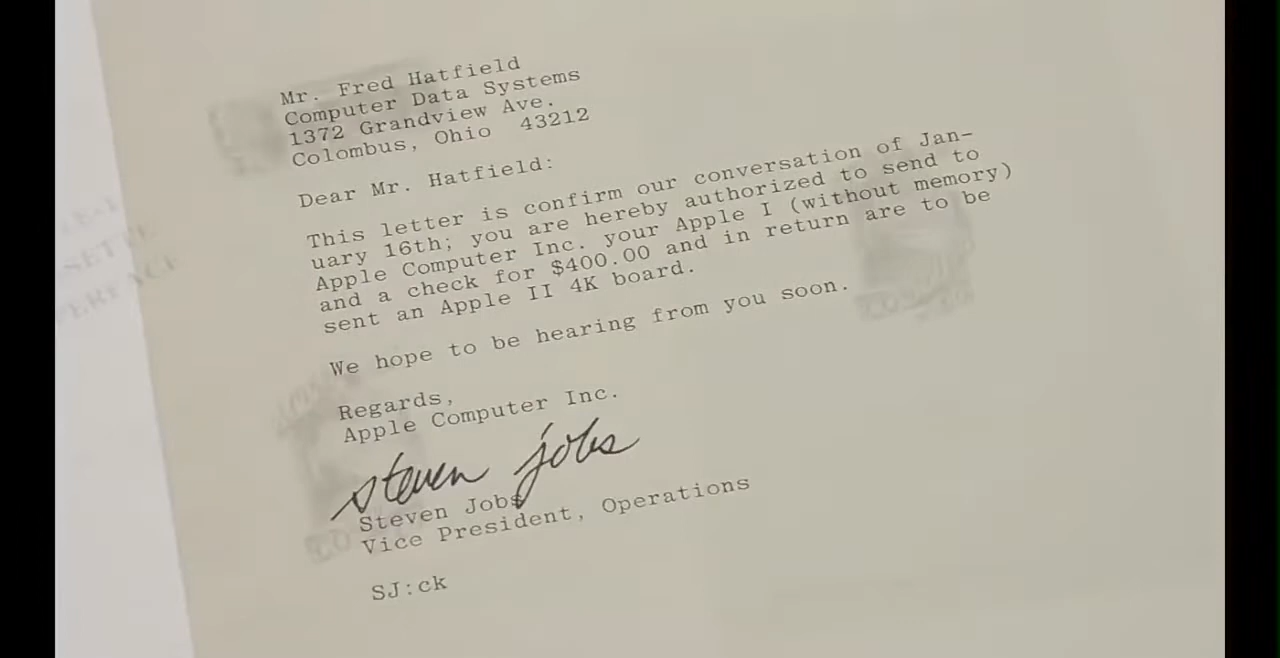 Mr. Fred Hatfield
Computer Data Systems
1372 Grandview Ave.
Colombus, Ohio  43212
Dear Mr. Hatfield:
This letter is confirm our conversation of Jan-
uary 16th; you are hereby authorized to send to
Apple Computer Inc. your Apple I (without memory)
and a check for $400.00 and in return are to be
sent an Apple II 4K board.
We hope to be hearing from you soon.
Regards,
Apple Computer Inc.
steven jobs
Steven Jobs
Vice President, Operations
SJ:ck